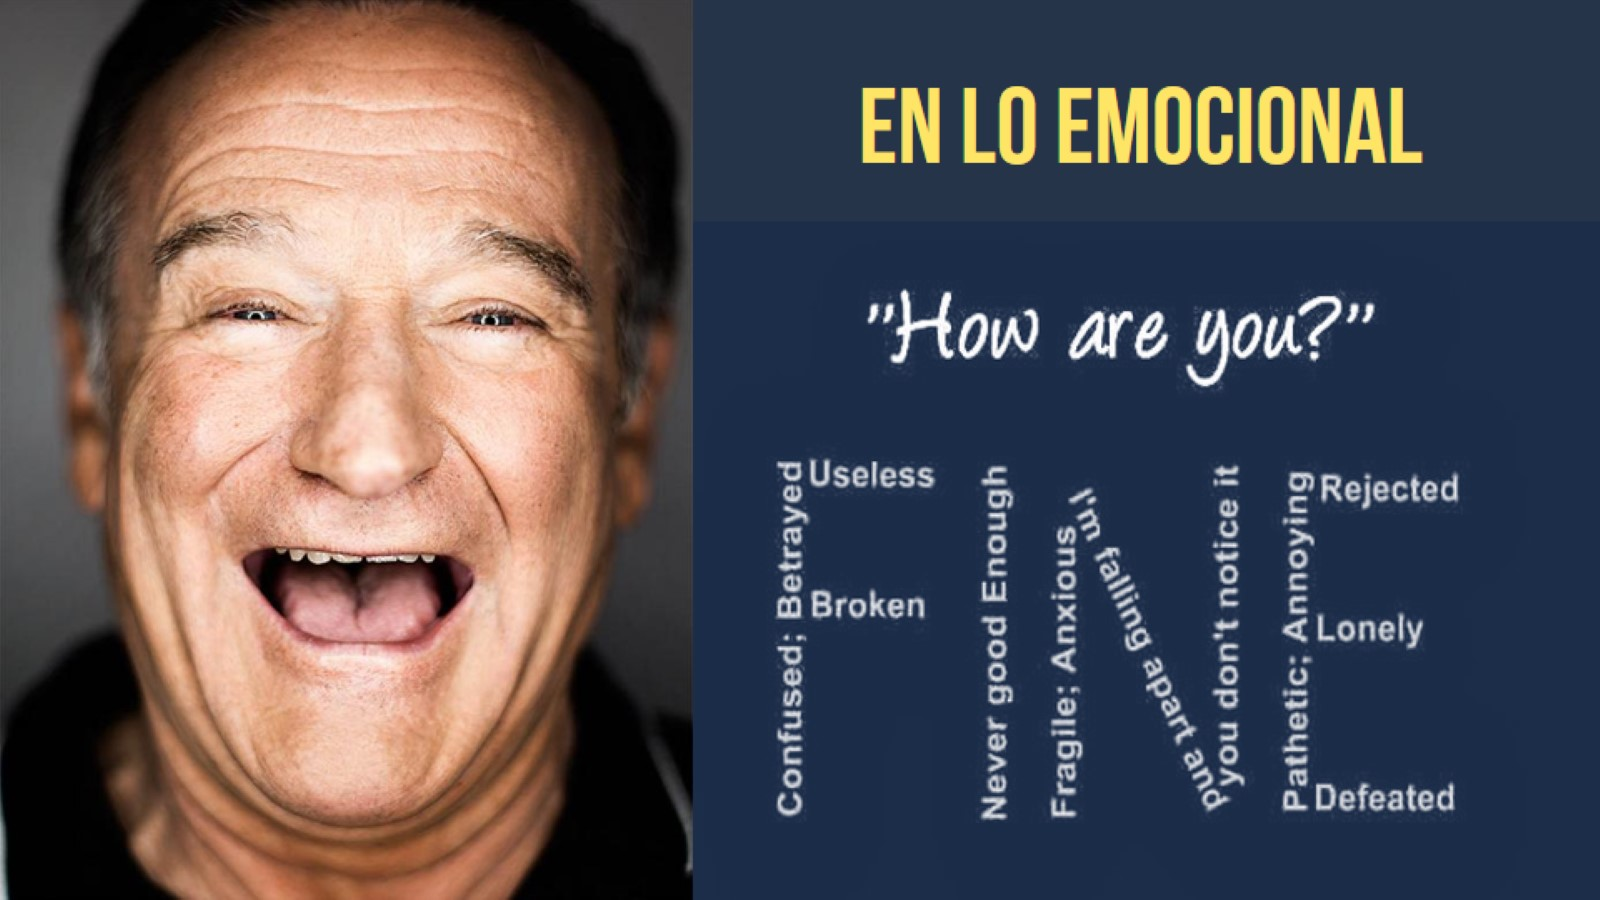 EN LO EMOCIONAL
"How are you?"
Confused; Betrayed
Useless
Broken
Never good Enough
Fragile; Anxious
I'm falling apart and
you don't notice it
Pathetic; Annoying
Rejected
Lonely
Defeated